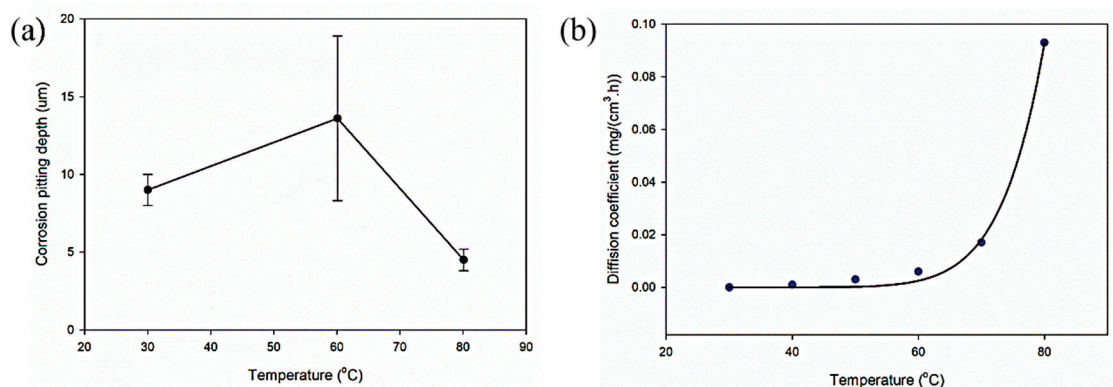 (a)
Corrosion pitting depth (um)
20
15
10
5
0
20 30 40 50 60 70 80 90
Temperature (°C)
(b)
Diffision coefficient (mg/(cm³.h))
0.10
0.08
0.06
0.04
0.02
0.00
20 40 60 80
Temperature (°C)